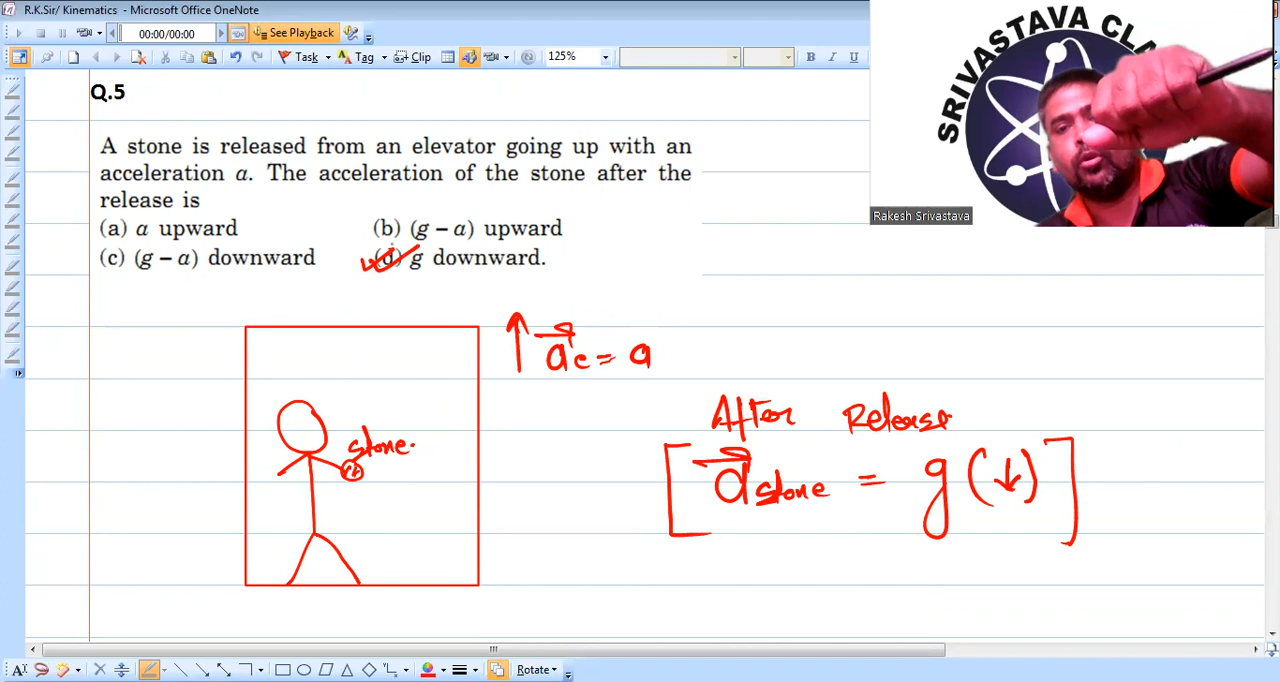 R.K.Sir/ Kinematics - Microsoft Office OneNote
00:00/00:00 See Playback
Task Tag Clip 125% B I U
SRIVASTAVA CLA
Rakesh Srivastava
Q.5
A stone is released from an elevator going up with an
acceleration a. The acceleration of the stone after the
release is
(a) a upward (b) (g – a) upward
(c) (g – a) downward (d) g downward.
stone.
↑ a⃗e = a
After Release
[a⃗stone = g (↓)]
Rotate